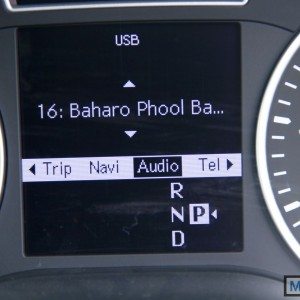 USB
16: Baharo Phool Ba...
Trip Navi Audio Tel
R
N P
D